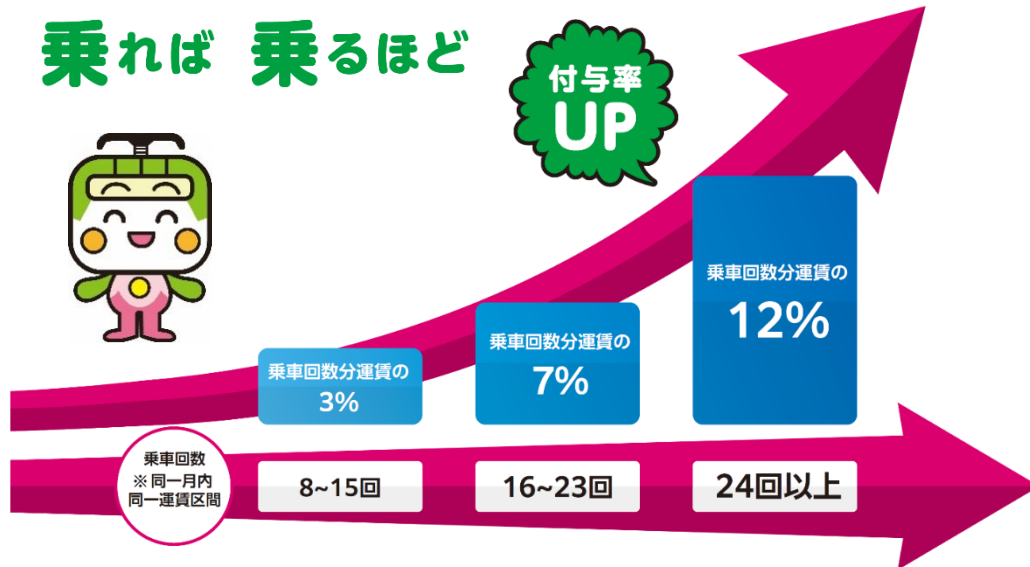 乗れば 乗るほど
付与率
UP
乗車回数分運賃の
3%
乗車回数分運賃の
7%
乗車回数分運賃の
12%
乗車回数
※同一月内
同一運賃区間
8~15回
16~23回
24回以上